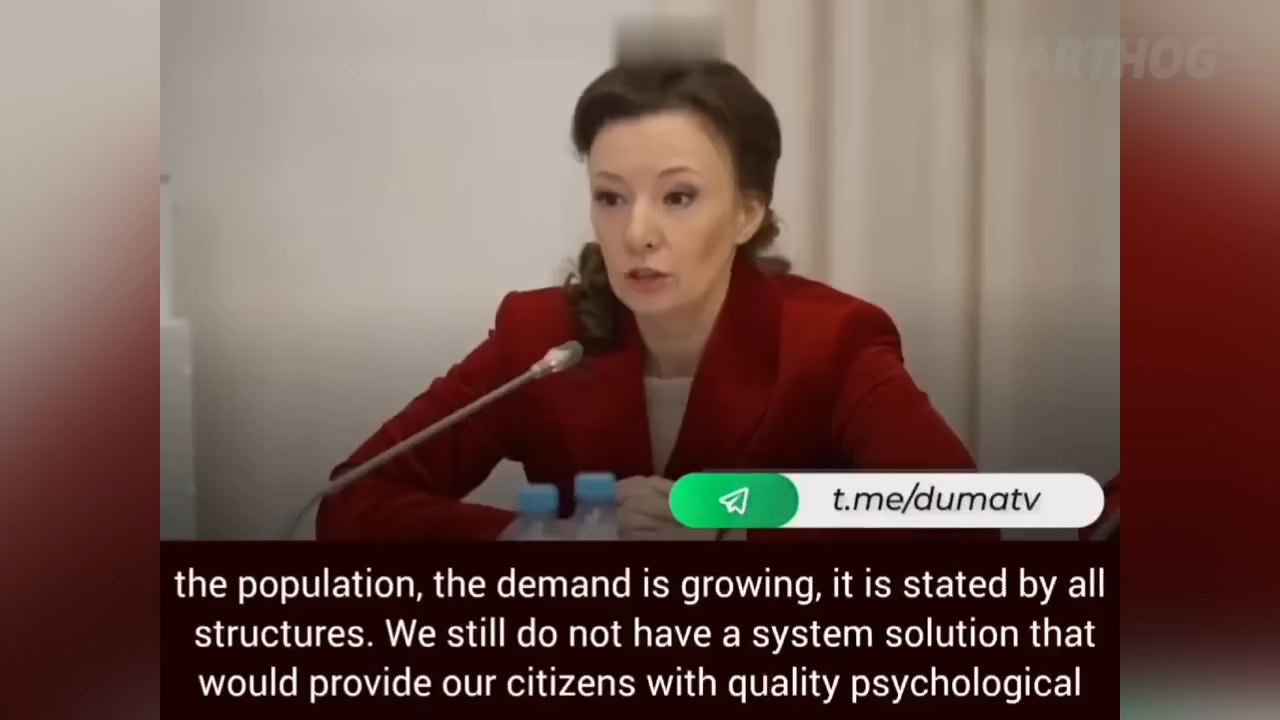 WARTHOG
t.me/dumatv
the population, the demand is growing, it is stated by all
structures. We still do not have a system solution that
would provide our citizens with quality psychological